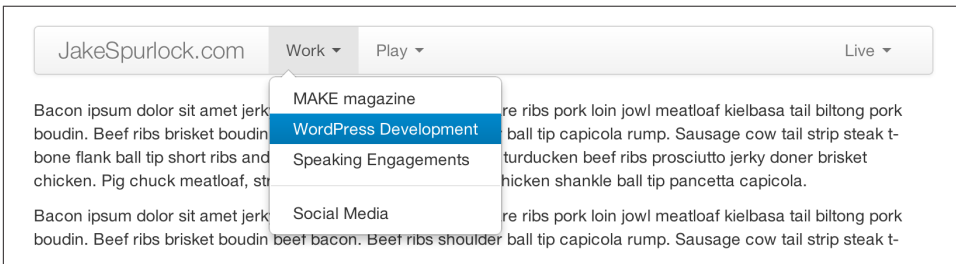 JakeSpurlock.com Work Play Live
MAKE magazine
WordPress Development
Speaking Engagements
Social Media
Bacon ipsum dolor sit amet jerk re ribs pork loin jowl meatloaf kielbasa tail biltong pork
boudin. Beef ribs brisket boudin ball tip capicola rump. Sausage cow tail strip steak t-
bone flank ball tip short ribs and turducken beef ribs prosciutto jerky doner brisket
chicken. Pig chuck meatloaf, str hicken shankle ball tip pancetta capicola.
Bacon ipsum dolor sit amet jerk re ribs pork loin jowl meatloaf kielbasa tail biltong pork
boudin. Beef ribs brisket boudin beef bacon. Beef ribs shoulder ball tip capicola rump. Sausage cow tail strip steak t-